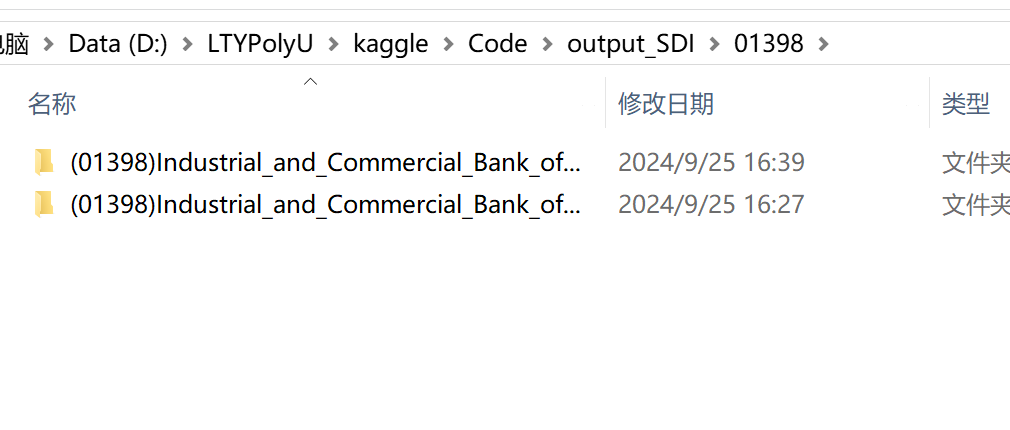 脑 > Data (D:) > LTYPolyU > kaggle > Code > output_SDI > 01398 >
名称 修改日期 类型
(01398)Industrial_and_Commercial_Bank_of... 2024/9/25 16:39 文件夹
(01398)Industrial_and_Commercial_Bank_of... 2024/9/25 16:27 文件夹